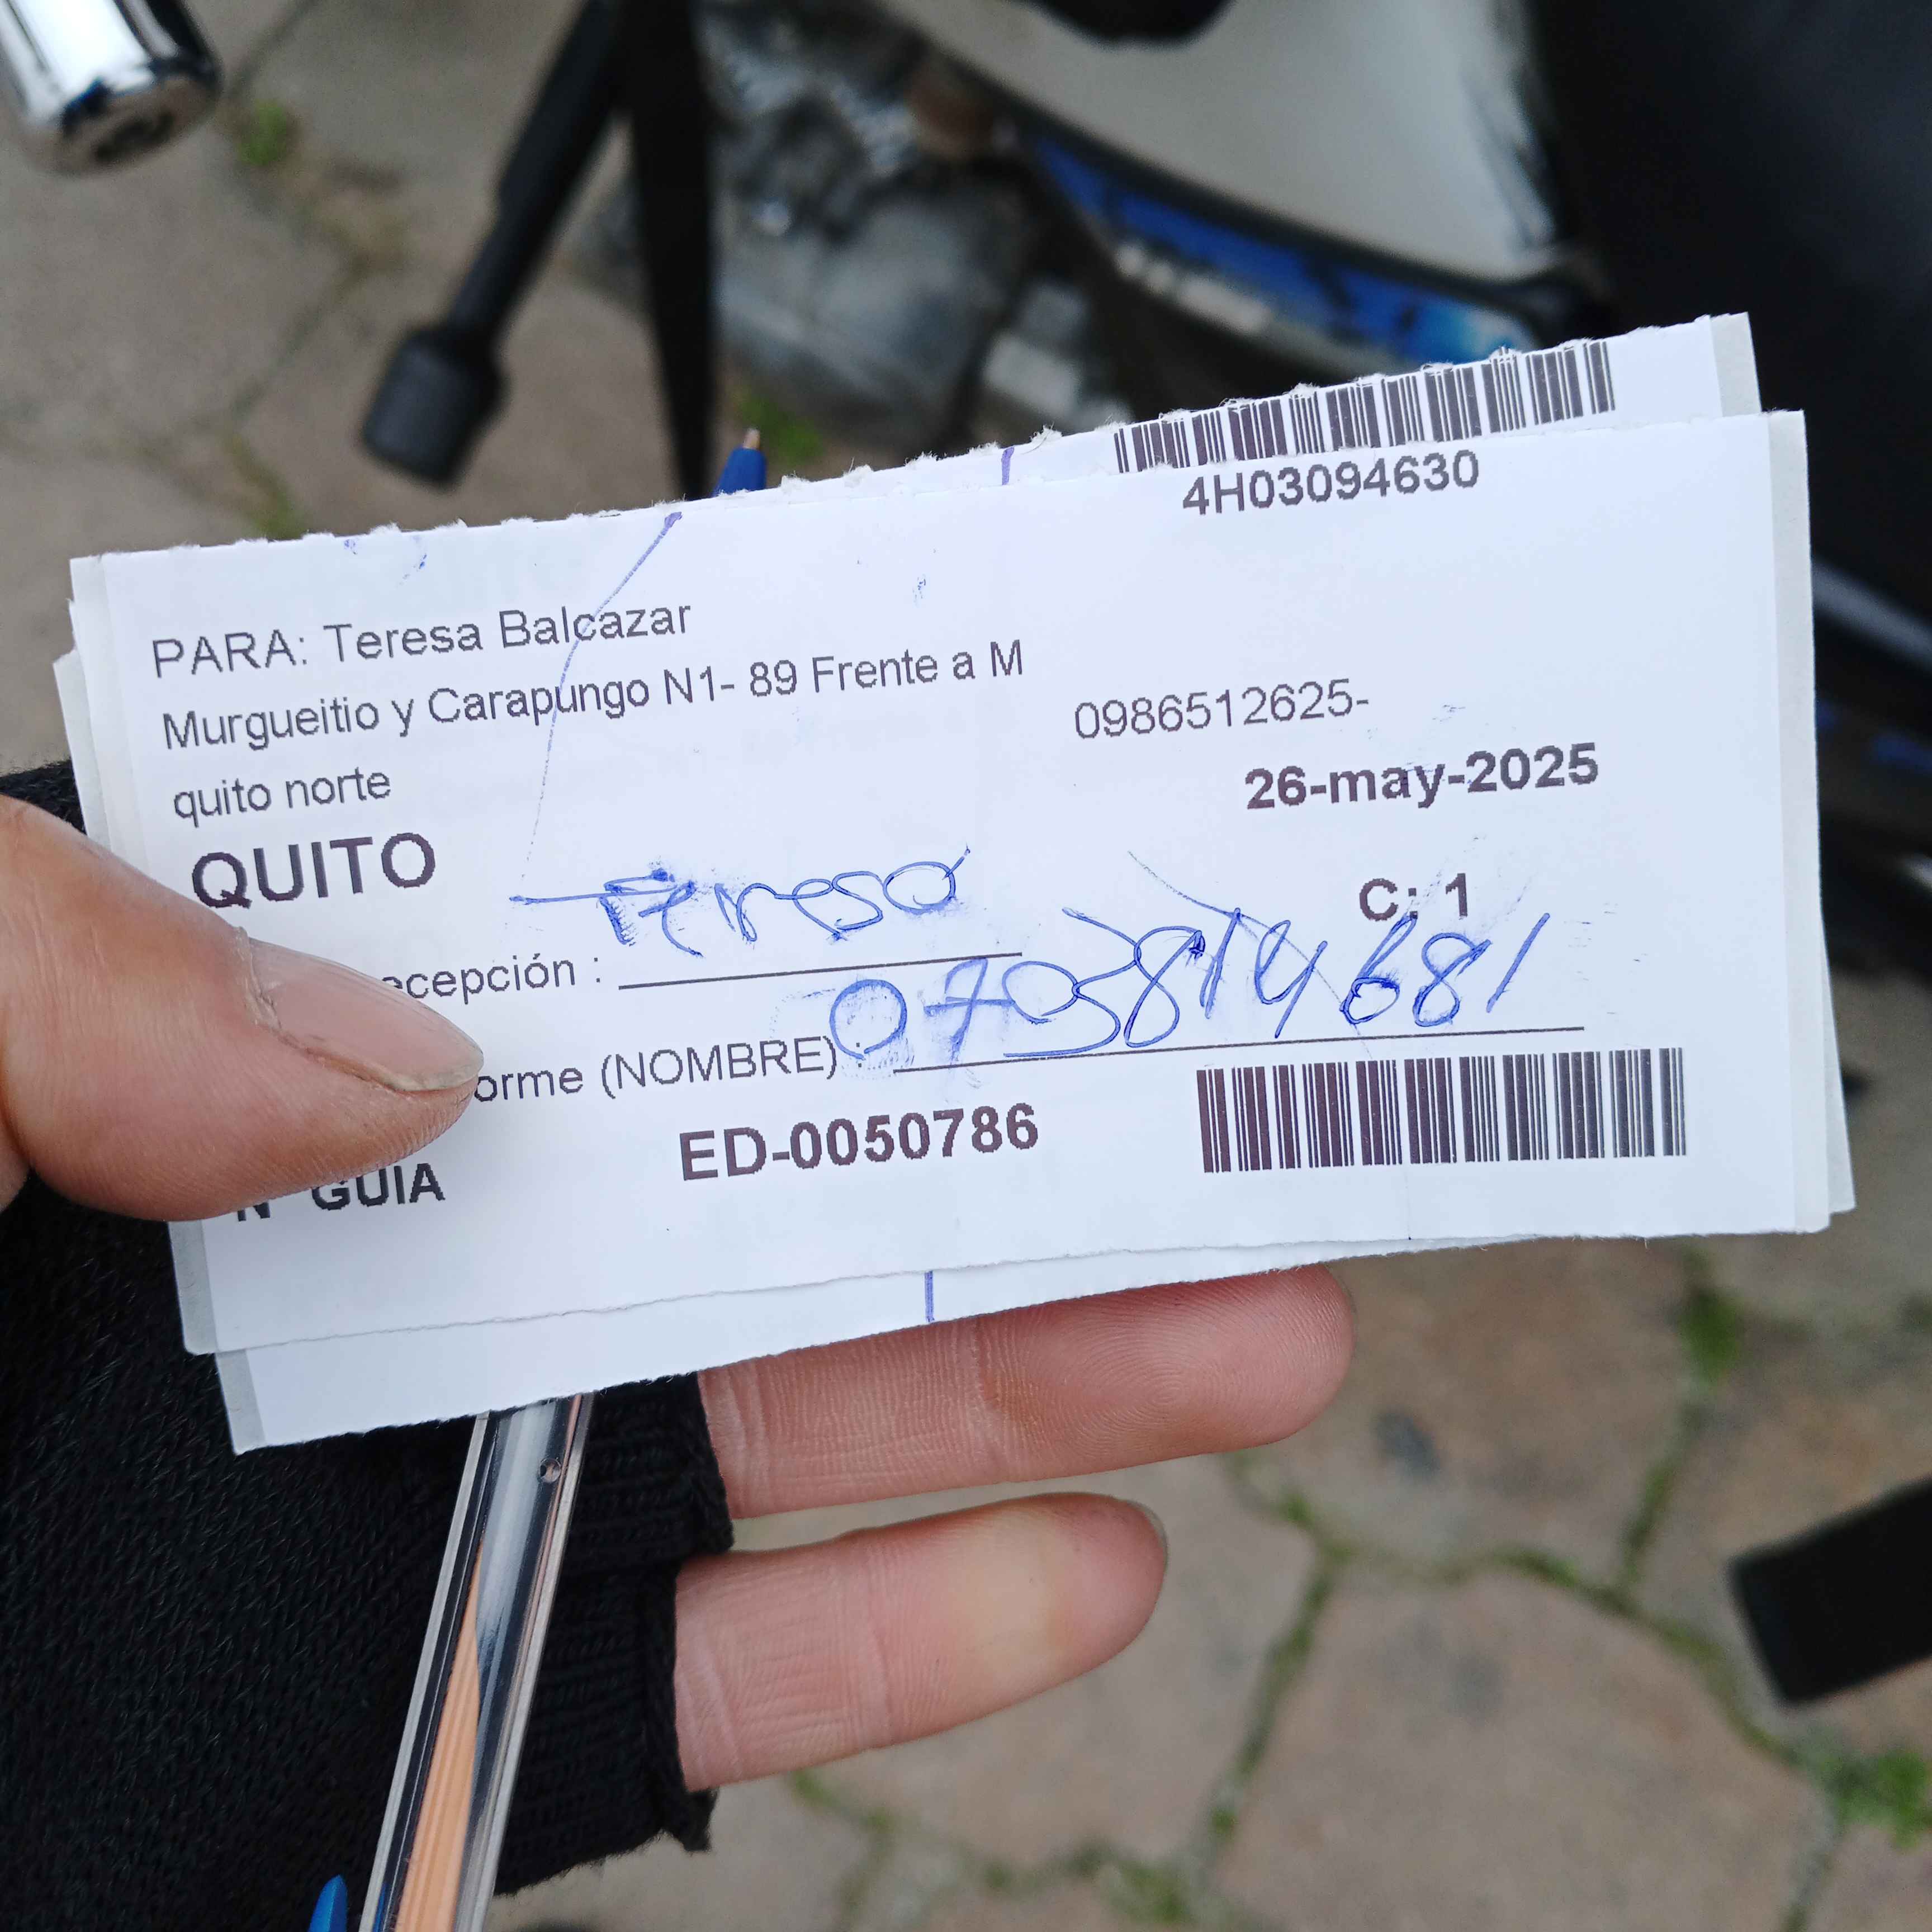 4H03094630
PARA: Teresa Balcazar
Murgueitio y Carapungo N1- 89 Frente a M
0986512625-
quito norte
26-may-2025
QUITO
C: 1
Teresa
ecepción :
orme (NOMBRE) :
N° GUIA
ED-0050786